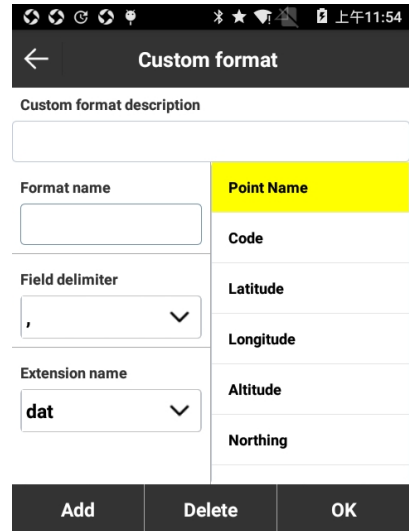 上午11:54
Custom format
Custom format description
Format name
Field delimiter
,
Extension name
dat
Point Name
Code
Latitude
Longitude
Altitude
Northing
Add
Delete
OK